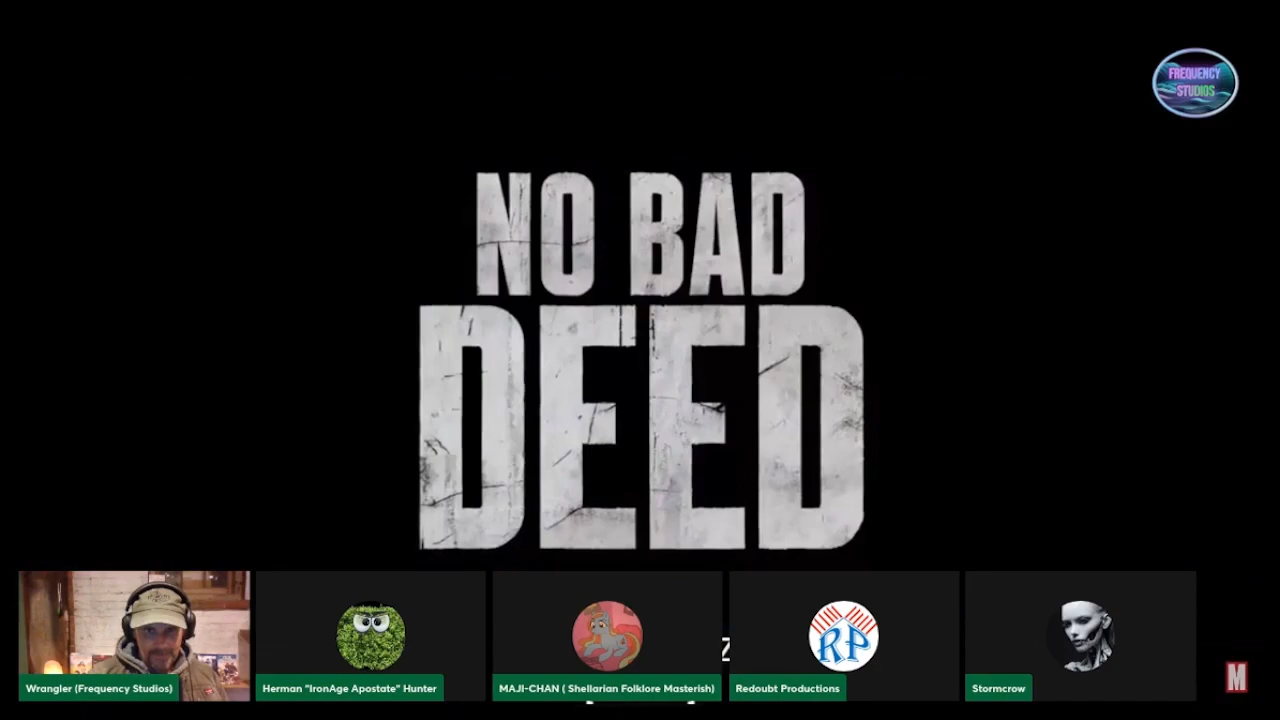 FREQUENCY
STUDIOS
NO BAD
DEED
Z
RP
Wrangler (Frequency Studios)
Herman "IronAge Apostate" Hunter
MAJI-CHAN ( Shellarian Folklore Masterish)
Redoubt Productions
Stormcrow
M